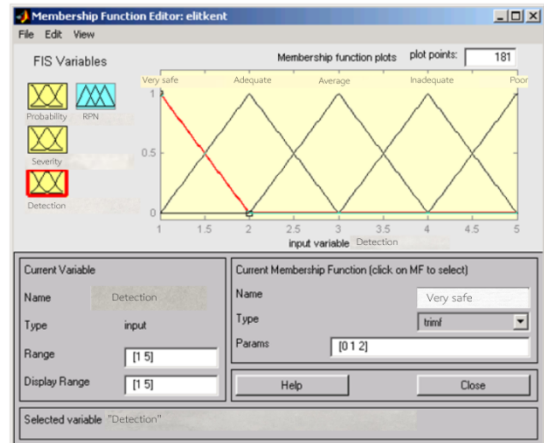 Membership Function Editor: elitkent
File Edit View
FIS Variables
Membership function plots plot points: 181
Very safe Adequate Average Inadequate Poor
Probability RPN
Severity
Detection
1
0.5
0
1 1.5 2 2.5 3 3.5 4 4.5 5
input variable Detection
Current Variable
Name Detection
Type input
Range [1 5]
Display Range [1 5]
Current Membership Function (click on MF to select)
Name Very safe
Type trimf
Params [0 1 2]
Help Close
Selected variable "Detection"